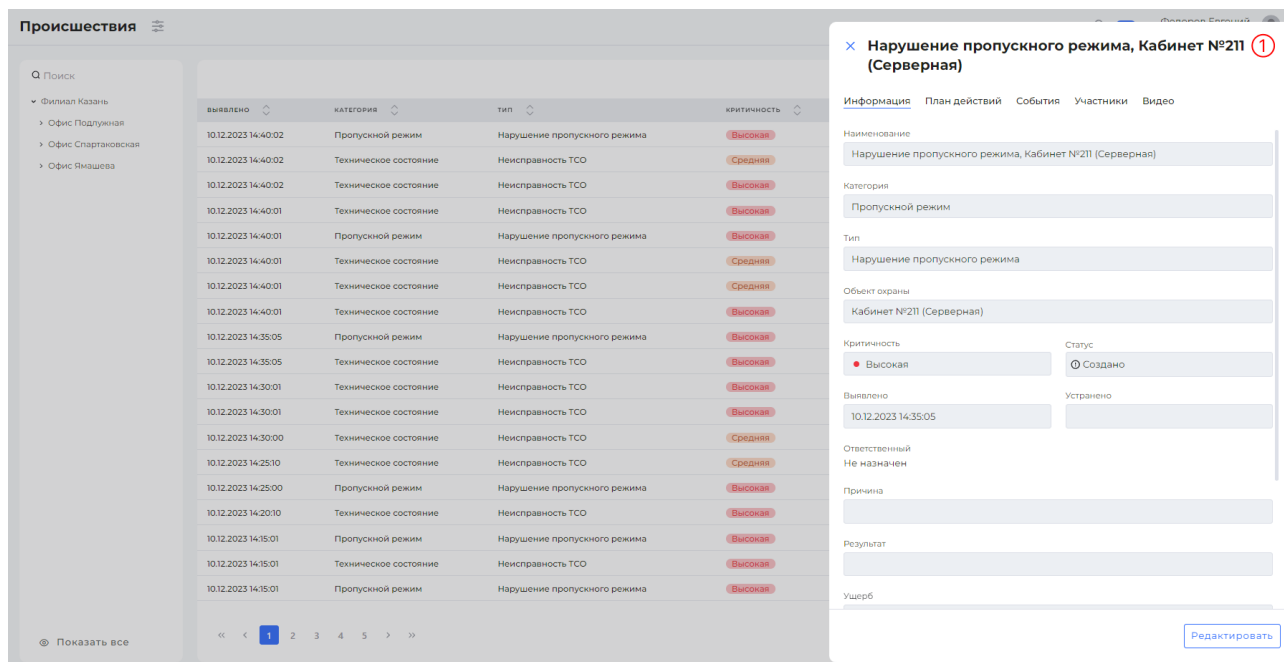 Происшествия
Федоров Евгений
Поиск
Филиал Казань
Офис Подлужная
Офис Спартаковская
Офис Ямашева
Показать все
ВЫЯВЛЕНО КАТЕГОРИЯ ТИП КРИТИЧНОСТЬ
10.12.2023 14:40:02 Пропускной режим Нарушение пропускного режима Высокая
10.12.2023 14:40:02 Техническое состояние Неисправность ТСО Средняя
10.12.2023 14:40:02 Техническое состояние Неисправность ТСО Высокая
10.12.2023 14:40:01 Техническое состояние Неисправность ТСО Высокая
10.12.2023 14:40:01 Пропускной режим Нарушение пропускного режима Высокая
10.12.2023 14:40:01 Техническое состояние Неисправность ТСО Средняя
10.12.2023 14:40:01 Техническое состояние Неисправность ТСО Средняя
10.12.2023 14:40:01 Техническое состояние Неисправность ТСО Высокая
10.12.2023 14:35:05 Пропускной режим Нарушение пропускного режима Высокая
10.12.2023 14:35:05 Техническое состояние Неисправность ТСО Высокая
10.12.2023 14:30:01 Техническое состояние Неисправность ТСО Высокая
10.12.2023 14:30:01 Техническое состояние Неисправность ТСО Высокая
10.12.2023 14:30:00 Техническое состояние Неисправность ТСО Средняя
10.12.2023 14:25:10 Техническое состояние Неисправность ТСО Средняя
10.12.2023 14:25:00 Пропускной режим Нарушение пропускного режима Высокая
10.12.2023 14:20:10 Техническое состояние Неисправность ТСО Высокая
10.12.2023 14:15:01 Пропускной режим Нарушение пропускного режима Высокая
10.12.2023 14:15:01 Техническое состояние Неисправность ТСО Высокая
10.12.2023 14:15:01 Пропускной режим Нарушение пропускного режима Высокая
« ‹ 1 2 3 4 5 › »
Нарушение пропускного режима, Кабинет №211 1
(Серверная)
Информация План действий События Участники Видео
Наименование
Нарушение пропускного режима, Кабинет №211 (Серверная)
Категория
Пропускной режим
Тип
Нарушение пропускного режима
Объект охраны
Кабинет №211 (Серверная)
Критичность Статус
Высокая Создано
Выявлено Устранено
10.12.2023 14:35:05
Ответственный
Не назначен
Причина
Результат
Ущерб
Редактировать